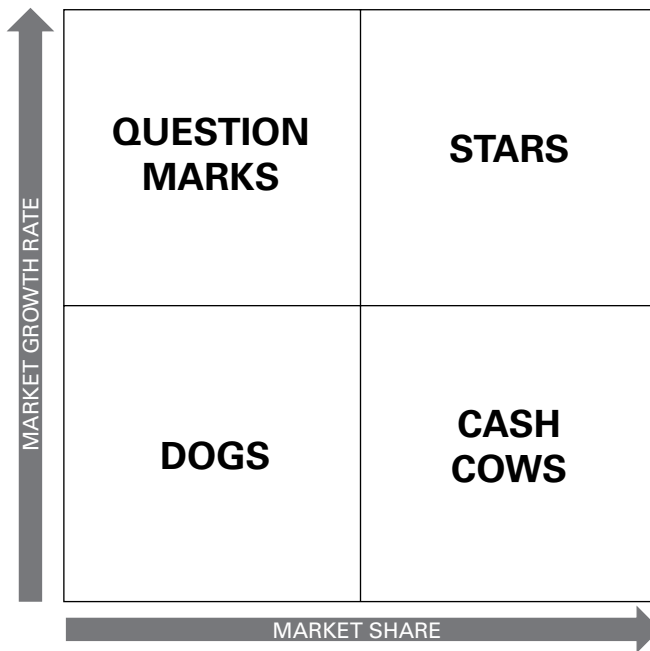 QUESTION
MARKS
STARS
MARKET GROWTH RATE
DOGS
CASH
COWS
MARKET SHARE